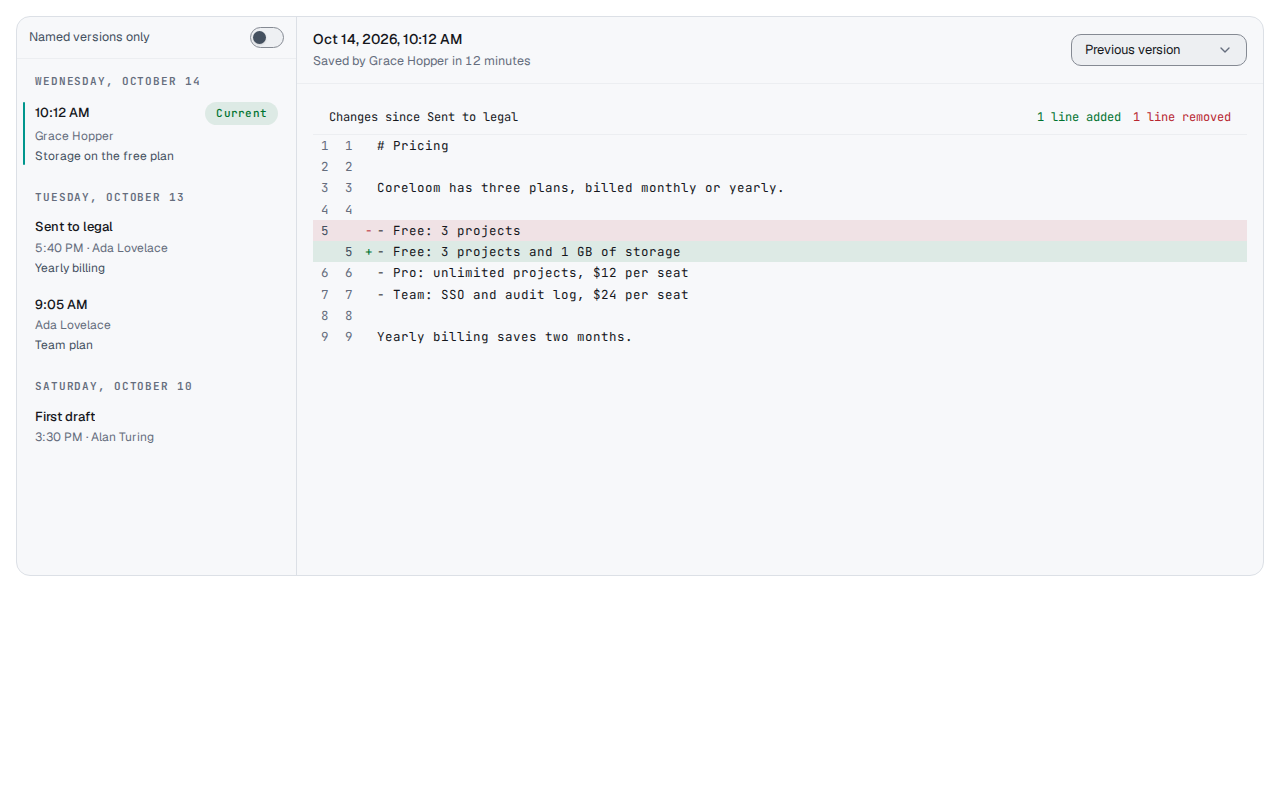 Named versions only
WEDNESDAY, OCTOBER 14
10:12 AM
Current
Grace Hopper
Storage on the free plan
TUESDAY, OCTOBER 13
Sent to legal
5:40 PM · Ada Lovelace
Yearly billing
9:05 AM
Ada Lovelace
Team plan
SATURDAY, OCTOBER 10
First draft
3:30 PM · Alan Turing
Oct 14, 2026, 10:12 AM
Saved by Grace Hopper in 12 minutes
Previous version
Changes since Sent to legal
1 line added 1 line removed
1 1 # Pricing
2 2
3 3 Coreloom has three plans, billed monthly or yearly.
4 4
5 - - Free: 3 projects
5 + - Free: 3 projects and 1 GB of storage
6 6 - Pro: unlimited projects, $12 per seat
7 7 - Team: SSO and audit log, $24 per seat
8 8
9 9 Yearly billing saves two months.